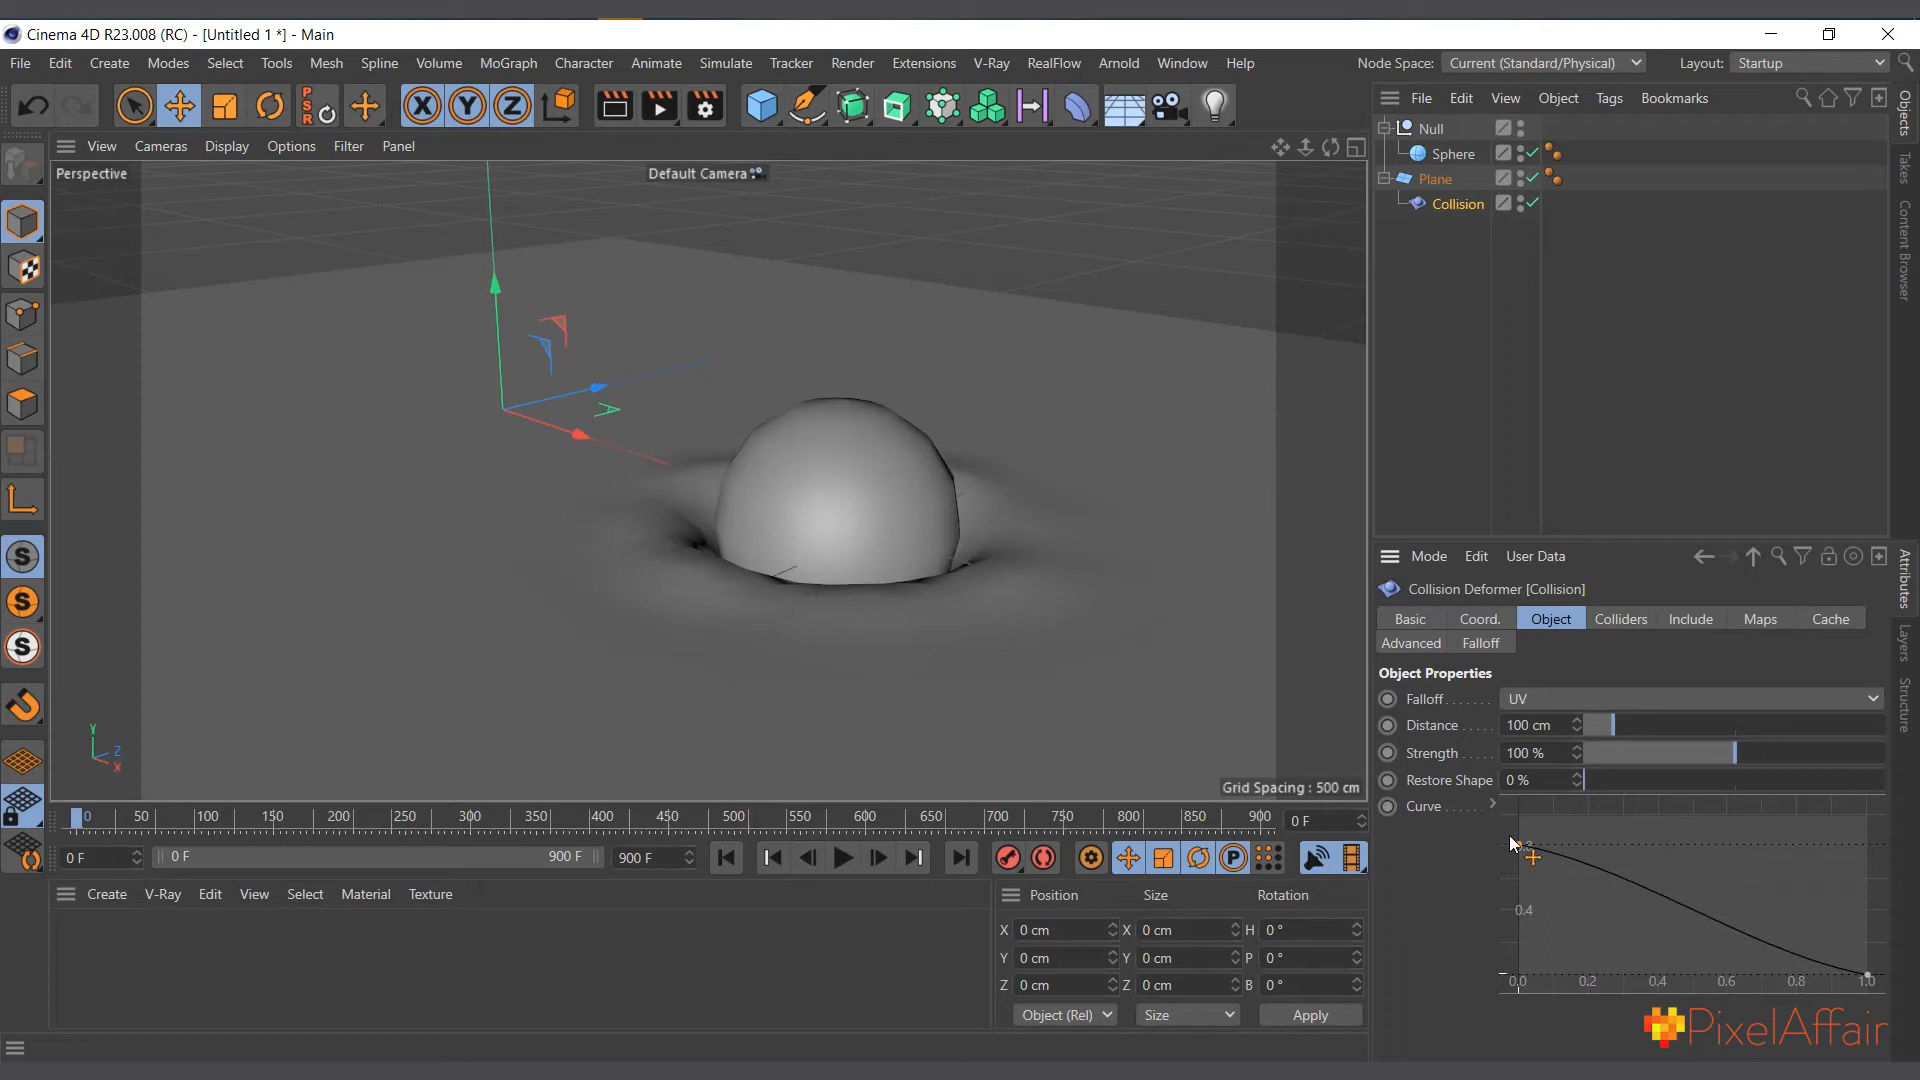 Cinema 4D R23.008 (RC) - [Untitled 1 *] - Main
File Edit Create Modes Select Tools Mesh Spline Volume MoGraph Character Animate Simulate Tracker Render Extensions V-Ray RealFlow Arnold Window Help Node Space: Current (Standard/Physical) Layout: Startup
PSR X Y Z
File Edit View Object Tags Bookmarks
View Cameras Display Options Filter Panel
Perspective Default Camera
Null
Sphere
Plane
Collision
Objects
Takes
Content Browser
Y
Z
X
Grid Spacing : 500 cm
S
S
S
Mode Edit User Data
Collision Deformer [Collision]
Basic Coord. Object Colliders Include Maps Cache
Advanced Falloff
Object Properties
Falloff UV
Distance 100 cm
Strength 100 %
Restore Shape 0 %
Curve
0.4
0.0 0.2 0.4 0.6 0.8 1.0
Attributes
Layers
Structure
0 50 100 150 200 250 300 350 400 450 500 550 600 650 700 750 800 850 900 0 F
0 F 0 F 900 F 900 F P
Create V-Ray Edit View Select Material Texture
Position Size Rotation
X 0 cm X 0 cm H 0 °
Y 0 cm Y 0 cm P 0 °
Z 0 cm Z 0 cm B 0 °
Object (Rel) Size Apply
PixelAffair